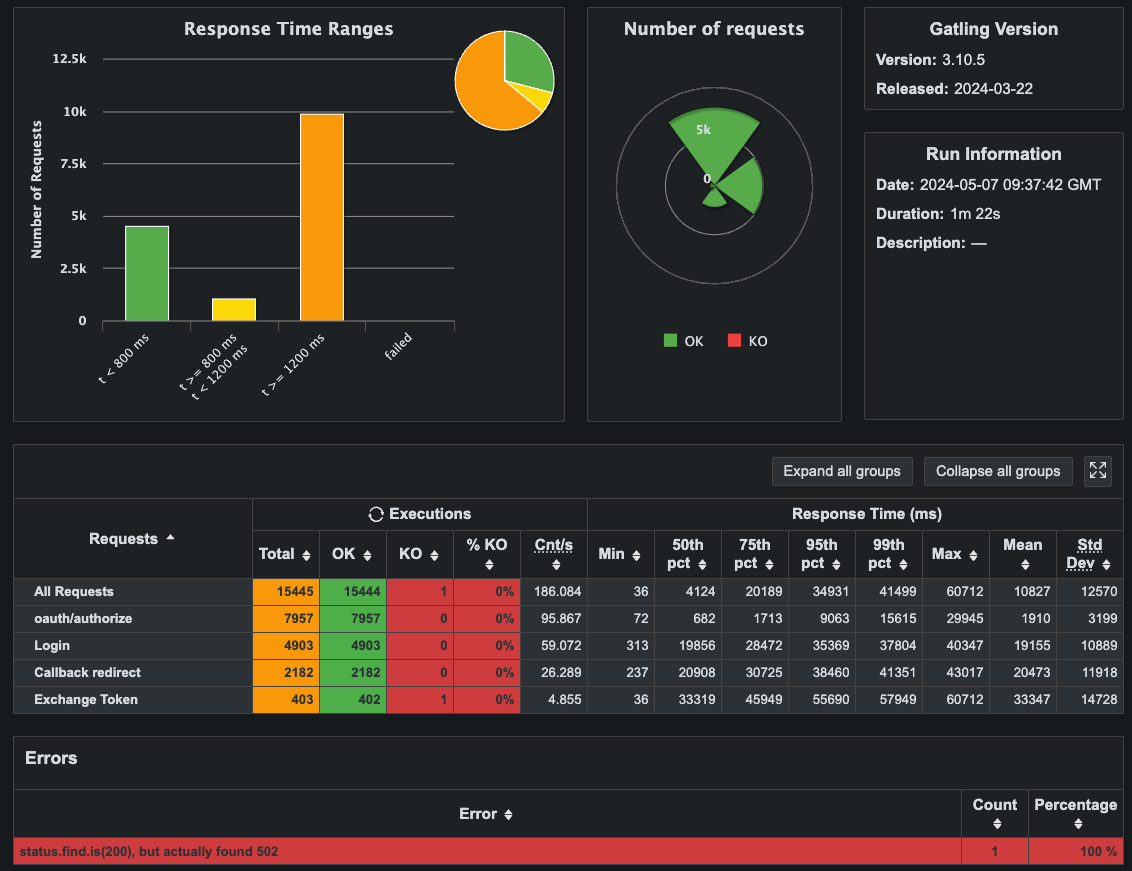 Response Time Ranges
12.5k
10k
7.5k
5k
2.5k
0
Number of Requests
t < 800 ms
t >= 800 ms
t < 1200 ms
t >= 1200 ms
failed
Number of requests
5k
0
OK KO
Gatling Version
Version: 3.10.5
Released: 2024-03-22
Run Information
Date: 2024-05-07 09:37:42 GMT
Duration: 1m 22s
Description: —
Expand all groups Collapse all groups
Requests Executions Response Time (ms)
Total OK KO % KO Cnt/s Min 50th pct 75th pct 95th pct 99th pct Max Mean Std Dev
All Requests 15445 15444 1 0% 186.084 36 4124 20189 34931 41499 60712 10827 12570
oauth/authorize 7957 7957 0 0% 95.867 72 682 1713 9063 15615 29945 1910 3199
Login 4903 4903 0 0% 59.072 313 19856 28472 35369 37804 40347 19155 10889
Callback redirect 2182 2182 0 0% 26.289 237 20908 30725 38460 41351 43017 20473 11918
Exchange Token 403 402 1 0% 4.855 36 33319 45949 55690 57949 60712 33347 14728
Errors
Error Count Percentage
status.find.is(200), but actually found 502 1 100 %